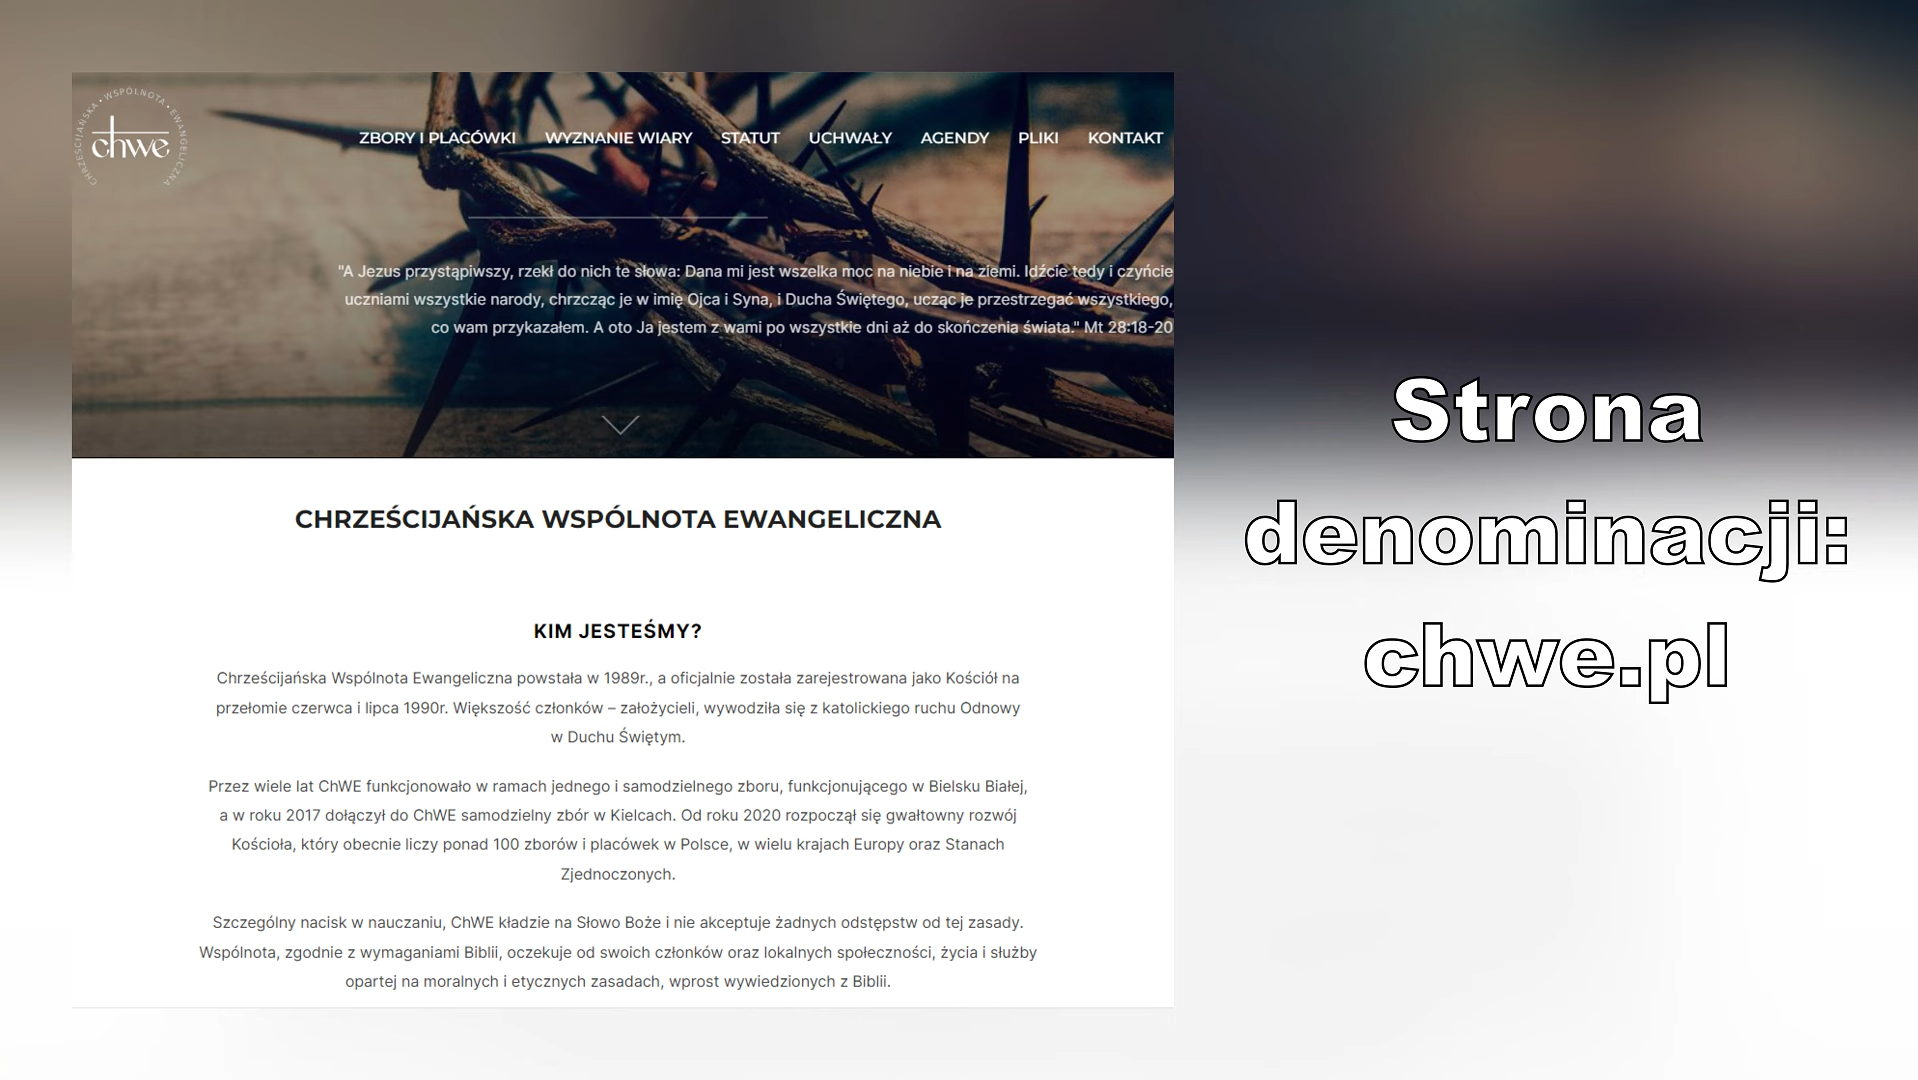 CHRZEŚCIJAŃSKA • WSPÓLNOTA • EWANGELICZNA
chwe
ZBORY I PLACÓWKI WYZNANIE WIARY STATUT UCHWAŁY AGENDY PLIKI KONTAKT
"A Jezus przystąpiwszy, rzekł do nich te słowa: Dana mi jest wszelka moc na niebie i na ziemi. Idźcie tedy i czyńcie
uczniami wszystkie narody, chrzcząc je w imię Ojca i Syna, i Ducha Świętego, ucząc je przestrzegać wszystkiego,
co wam przykazałem. A oto Ja jestem z wami po wszystkie dni aż do skończenia świata." Mt 28:18-20
CHRZEŚCIJAŃSKA WSPÓLNOTA EWANGELICZNA
KIM JESTEŚMY?
Chrześcijańska Wspólnota Ewangeliczna powstała w 1989r., a oficjalnie została zarejestrowana jako Kościół na
przełomie czerwca i lipca 1990r. Większość członków – założycieli, wywodziła się z katolickiego ruchu Odnowy
w Duchu Świętym.
Przez wiele lat ChWE funkcjonowało w ramach jednego i samodzielnego zboru, funkcjonującego w Bielsku Białej,
a w roku 2017 dołączył do ChWE samodzielny zbór w Kielcach. Od roku 2020 rozpoczął się gwałtowny rozwój
Kościoła, który obecnie liczy ponad 100 zborów i placówek w Polsce, w wielu krajach Europy oraz Stanach
Zjednoczonych.
Szczególny nacisk w nauczaniu, ChWE kładzie na Słowo Boże i nie akceptuje żadnych odstępstw od tej zasady.
Wspólnota, zgodnie z wymaganiami Biblii, oczekuje od swoich członków oraz lokalnych społeczności, życia i służby
opartej na moralnych i etycznych zasadach, wprost wywiedzionych z Biblii.
Strona
denominacji:
chwe.pl